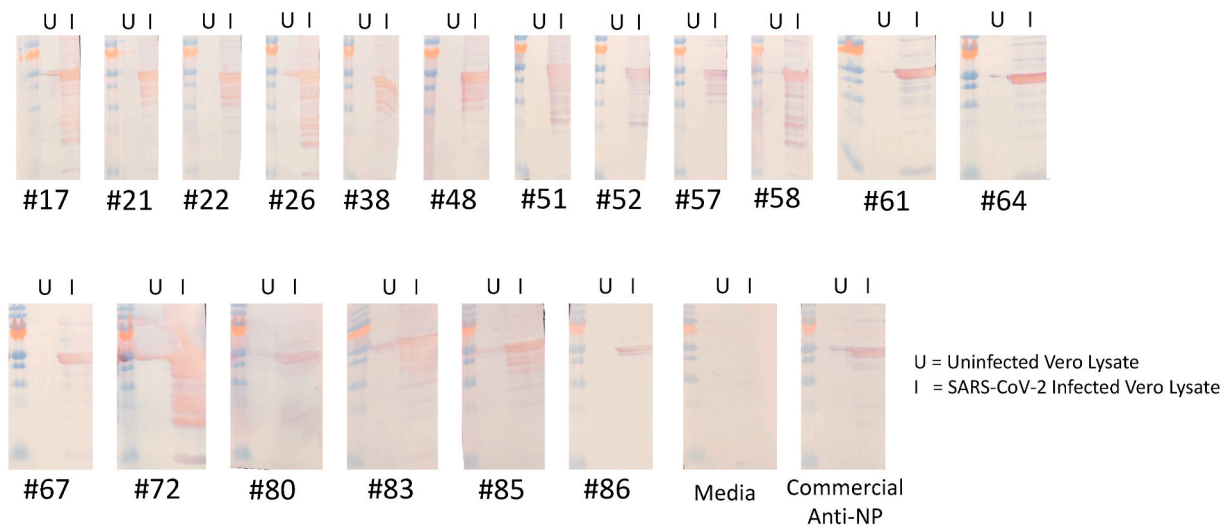 U I U I U I U I U I U I U I U I U I U I U I U I
#17 #21 #22 #26 #38 #48 #51 #52 #57 #58 #61 #64
U I U I U I U I U I U I U I U I
U = Uninfected Vero Lysate
I = SARS-CoV-2 Infected Vero Lysate
#67 #72 #80 #83 #85 #86 Media Commercial
Anti-NP